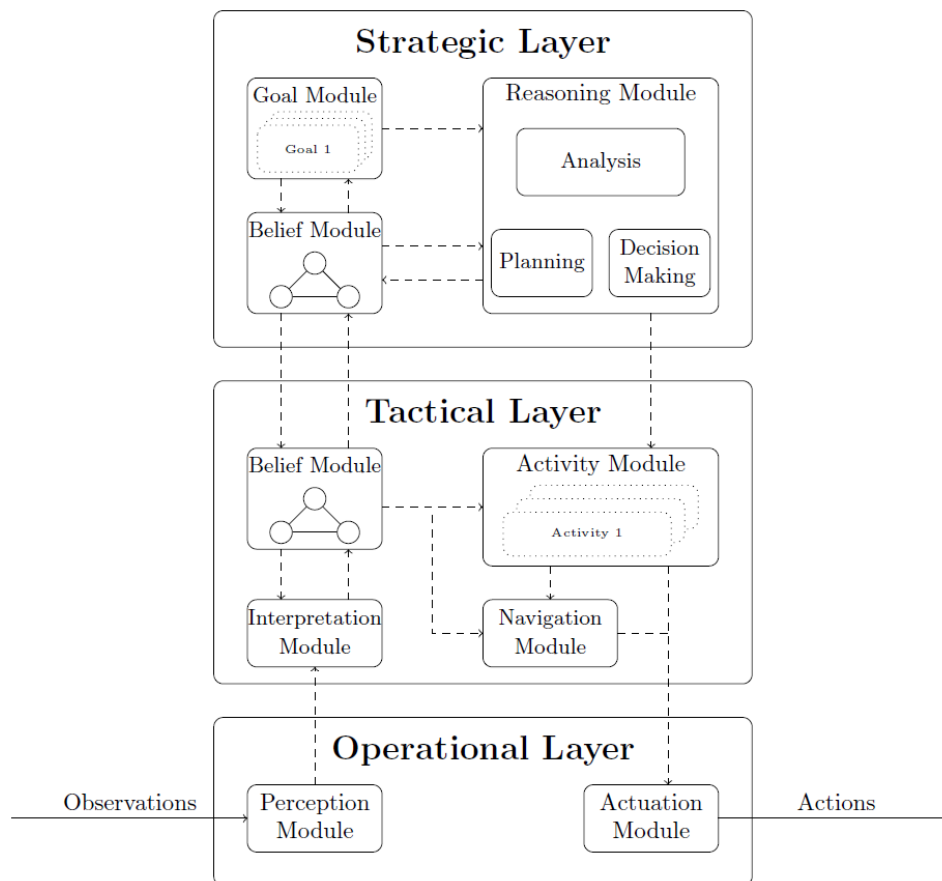 Strategic Layer
Goal Module
Goal 1
Reasoning Module
Analysis
Belief Module
Planning
Decision
Making
Tactical Layer
Belief Module
Activity Module
Activity 1
Interpretation
Module
Navigation
Module
Operational Layer
Observations
Perception
Module
Actuation
Module
Actions